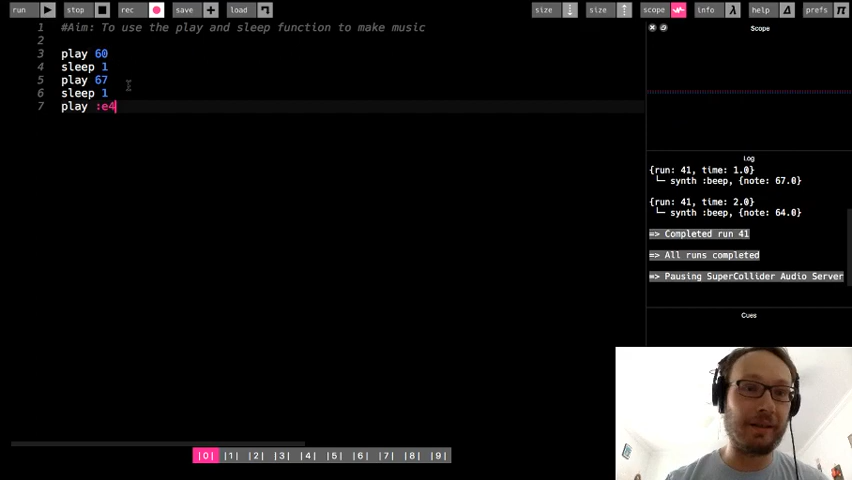 run rec save load size size scope info help prefs
1 #Aim: To use the play and sleep function to make music
2
3 play 60
4 sleep 1
5 play 67
6 sleep 1
7 play :e4
Scope
Log
{run: 41, time: 1.0}
└─ synth :beep, {note: 67.0}
{run: 41, time: 2.0}
└─ synth :beep, {note: 64.0}
=> Completed run 41
=> All runs completed
=> Pausing SuperCollider Audio Server
Cues
|0| |1| |2| |3| |4| |5| |6| |7| |8| |9|